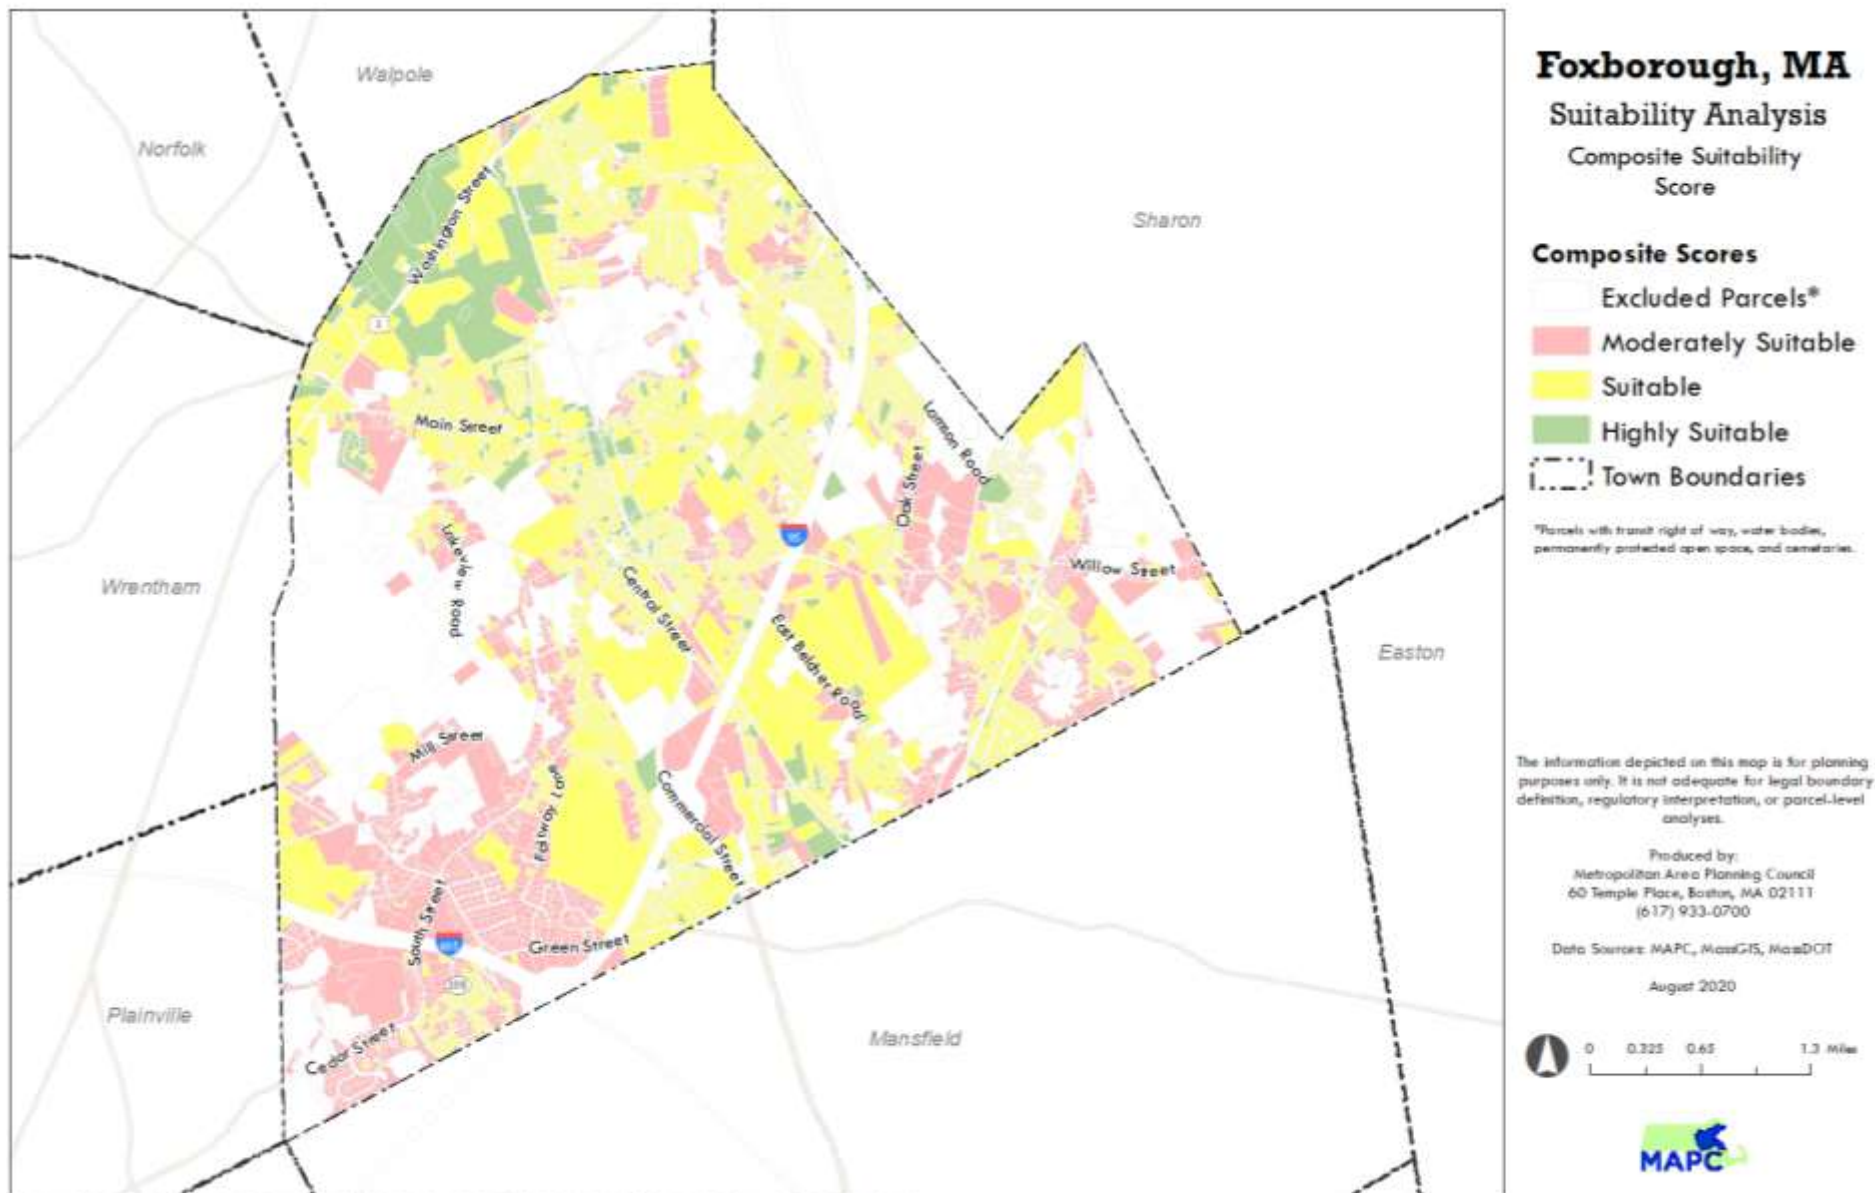 Walpole
Norfolk
Sharon
Washington Street
1
Main Street
Lamson Road
Oak Street
95
Lakeview Road
Willow Street
Wrentham
Central Street
East Belcher Road
Easton
Mill Street
Fairway Lane
Commercial Street
South Street
495
Green Street
Plainville
Cedar Street
Mansfield
Foxborough, MA
Suitability Analysis
Composite Suitability
Score
Composite Scores
Excluded Parcels*
Moderately Suitable
Suitable
Highly Suitable
Town Boundaries
*Parcels with transit right of way, water bodies,
permanently protected open space, and cemetaries.
The information depicted on this map is for planning
purposes only. It is not adequate for legal boundary
definition, regulatory interpretation, or parcel-level
analyses.
Produced by:
Metropolitan Area Planning Council
60 Temple Place, Boston, MA 02111
(617) 933-0700
Data Sources: MAPC, MassGIS, MassDOT
August 2020
0 0.325 0.65 1.3 Miles
MAPC